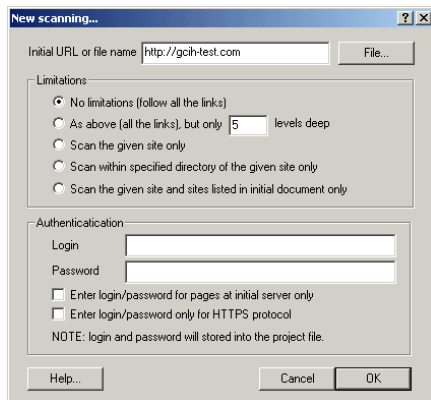 New scanning...
Initial URL or file name http://gcih-test.com File...
Limitations
No limitations (follow all the links)
As above (all the links), but only 5 levels deep
Scan the given site only
Scan within specified directory of the given site only
Scan the given site and sites listed in initial document only
Authenticatication
Login
Password
Enter login/password for pages at initial server only
Enter login/password only for HTTPS protocol
NOTE: login and password will stored into the project file.
Help... Cancel OK